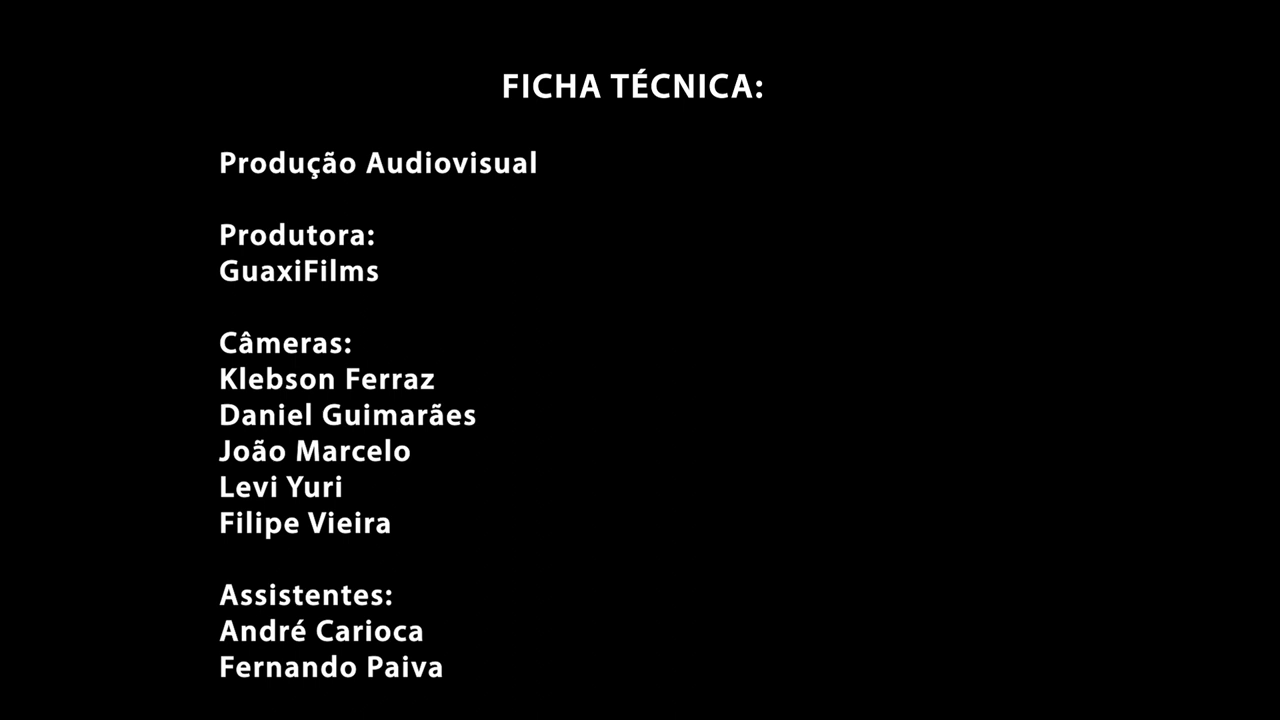 FICHA TÉCNICA:
Produção Audiovisual
Produtora:
GuaxiFilms
Câmeras:
Klebson Ferraz
Daniel Guimarães
João Marcelo
Levi Yuri
Filipe Vieira
Assistentes:
André Carioca
Fernando Paiva